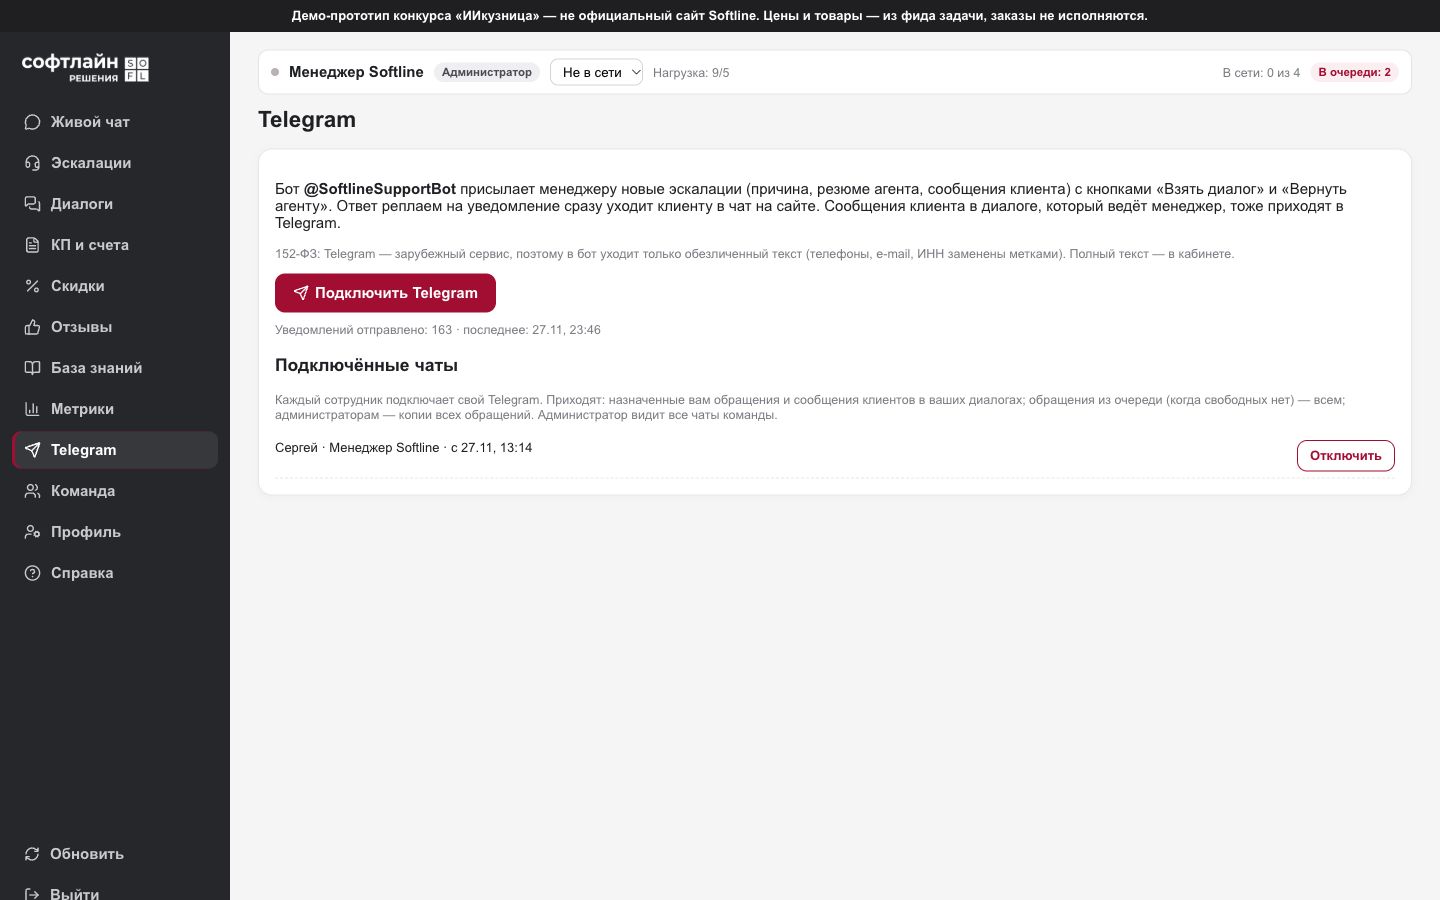 Демо-прототип конкурса «ИИкузница» — не официальный сайт Softline. Цены и товары — из фида задачи, заказы не исполняются.
софтлайн
решения
SO
FL
Живой чат
Эскалации
Диалоги
КП и счета
Скидки
Отзывы
База знаний
Метрики
Telegram
Команда
Профиль
Справка
Обновить
Выйти
Менеджер Softline Администратор Не в сети Нагрузка: 9/5 В сети: 0 из 4 В очереди: 2
Telegram
Бот @SoftlineSupportBot присылает менеджеру новые эскалации (причина, резюме агента, сообщения клиента) с кнопками «Взять диалог» и «Вернуть
агенту». Ответ реплаем на уведомление сразу уходит клиенту в чат на сайте. Сообщения клиента в диалоге, который ведёт менеджер, тоже приходят в
Telegram.
152-ФЗ: Telegram — зарубежный сервис, поэтому в бот уходит только обезличенный текст (телефоны, e-mail, ИНН заменены метками). Полный текст — в кабинете.
Подключить Telegram
Уведомлений отправлено: 163 · последнее: 27.11, 23:46
Подключённые чаты
Каждый сотрудник подключает свой Telegram. Приходят: назначенные вам обращения и сообщения клиентов в ваших диалогах; обращения из очереди (когда свободных нет) — всем;
администраторам — копии всех обращений. Администратор видит все чаты команды.
Сергей · Менеджер Softline · с 27.11, 13:14
Отключить